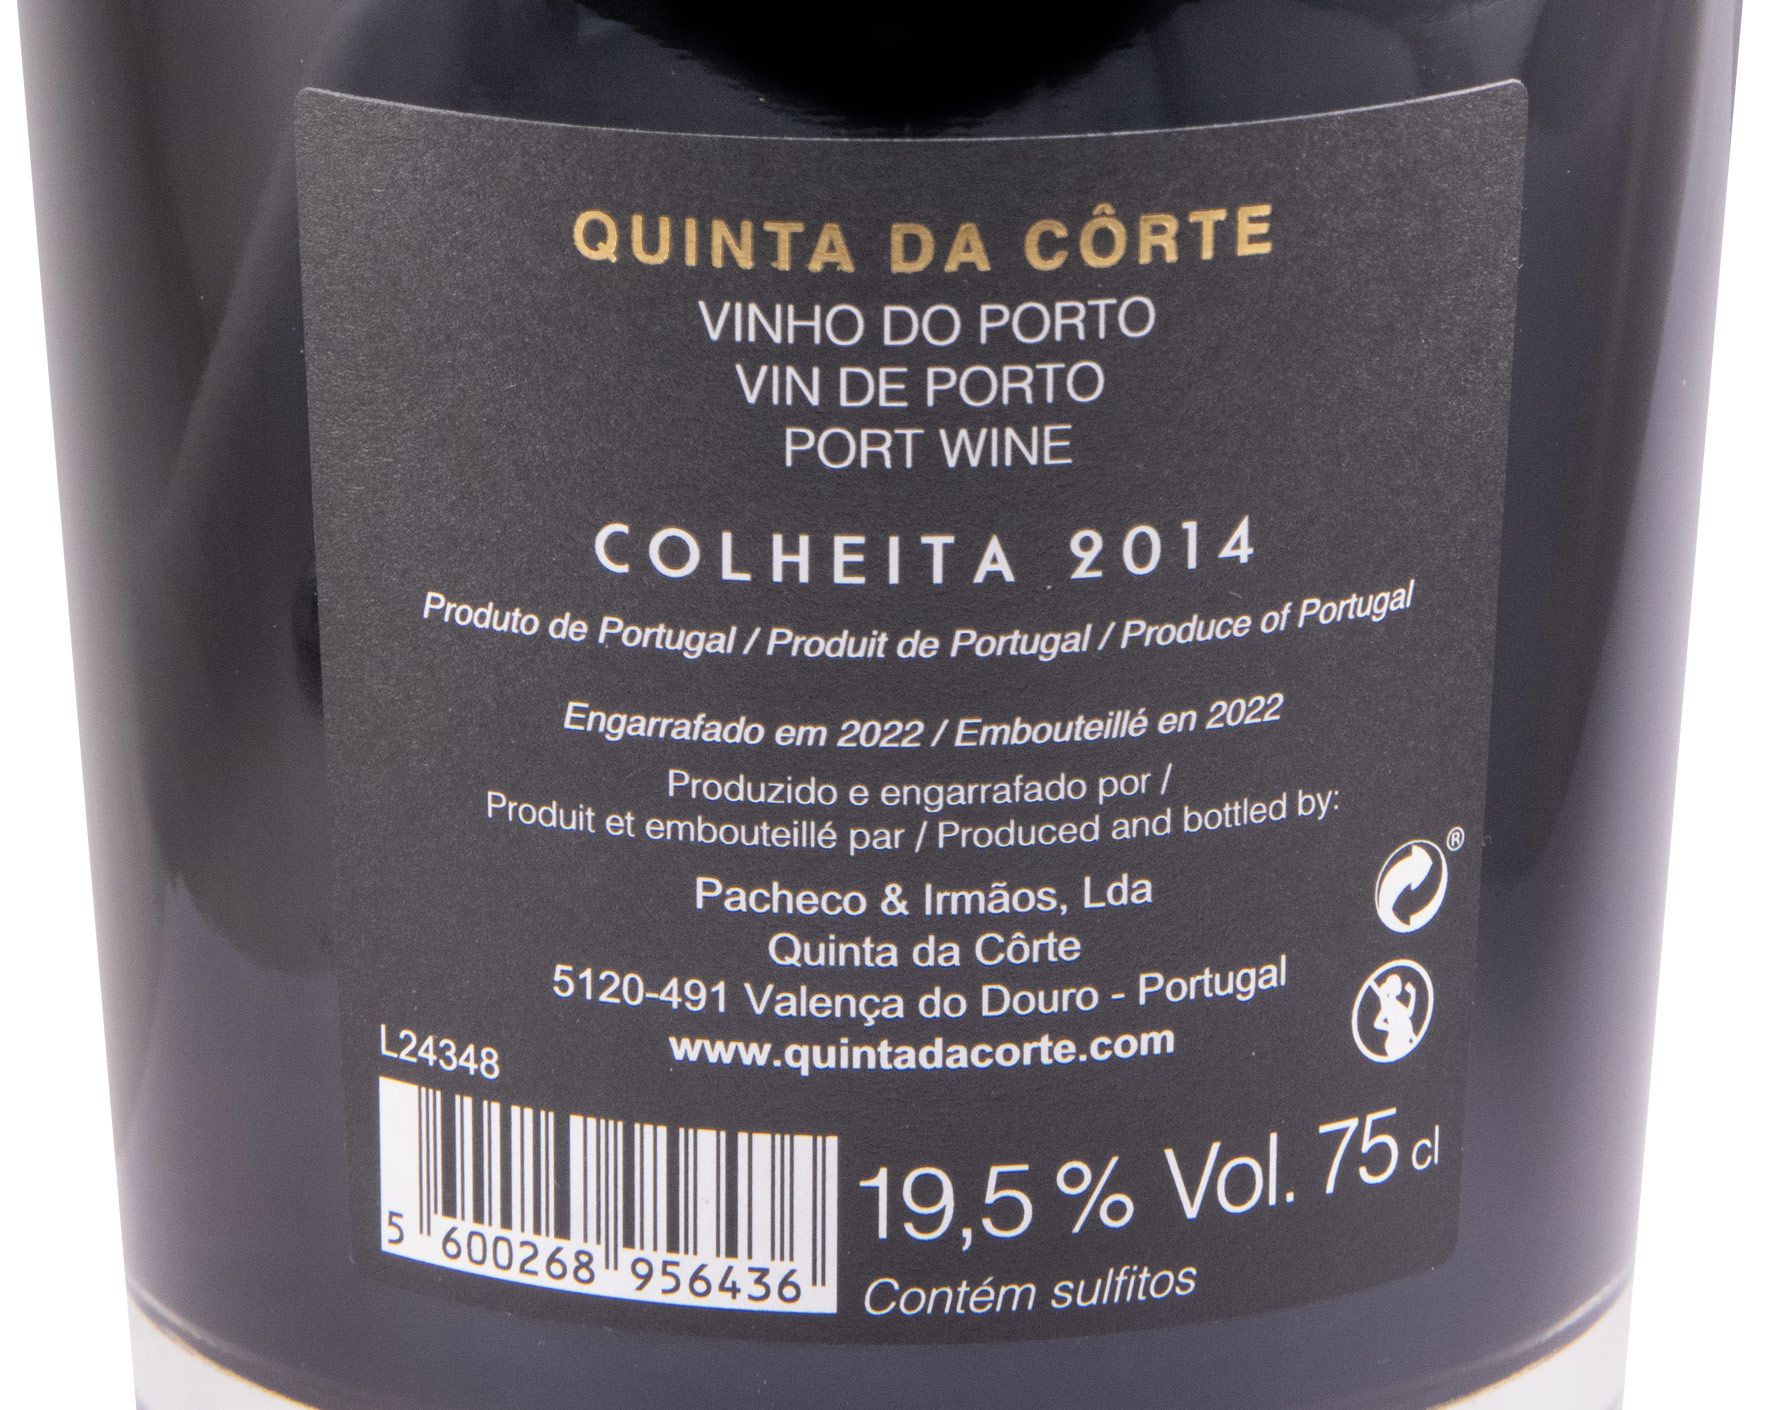 QUINTA DA CÔRTE
VINHO DO PORTO
VIN DE PORTO
PORT WINE
COLHEITA 2014
Produto de Portugal / Produit de Portugal / Produce of Portugal
Engarrafado em 2022 / Embouteillé en 2022
Produzido e engarrafado por /
Produit et embouteillé par / Produced and bottled by:
®
Pacheco & Irmãos, Lda
Quinta da Côrte
5120-491 Valença do Douro - Portugal
www.quintadacorte.com
L24348
5 600268 956436
19,5 % Vol. 75 cl
Contém sulfitos